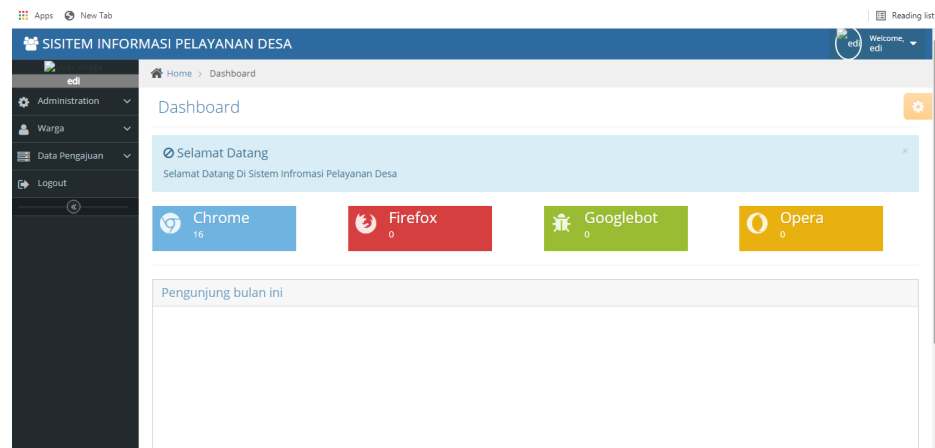 Apps New Tab Reading list
SISITEM INFORMASI PELAYANAN DESA
edi Welcome,
edi
edi
Home > Dashboard
Administration
Warga
Data Pengajuan
Logout
Dashboard
Selamat Datang ×
Selamat Datang Di Sistem Infromasi Pelayanan Desa
Chrome
16
Firefox
0
Googlebot
0
Opera
0
Pengunjung bulan ini